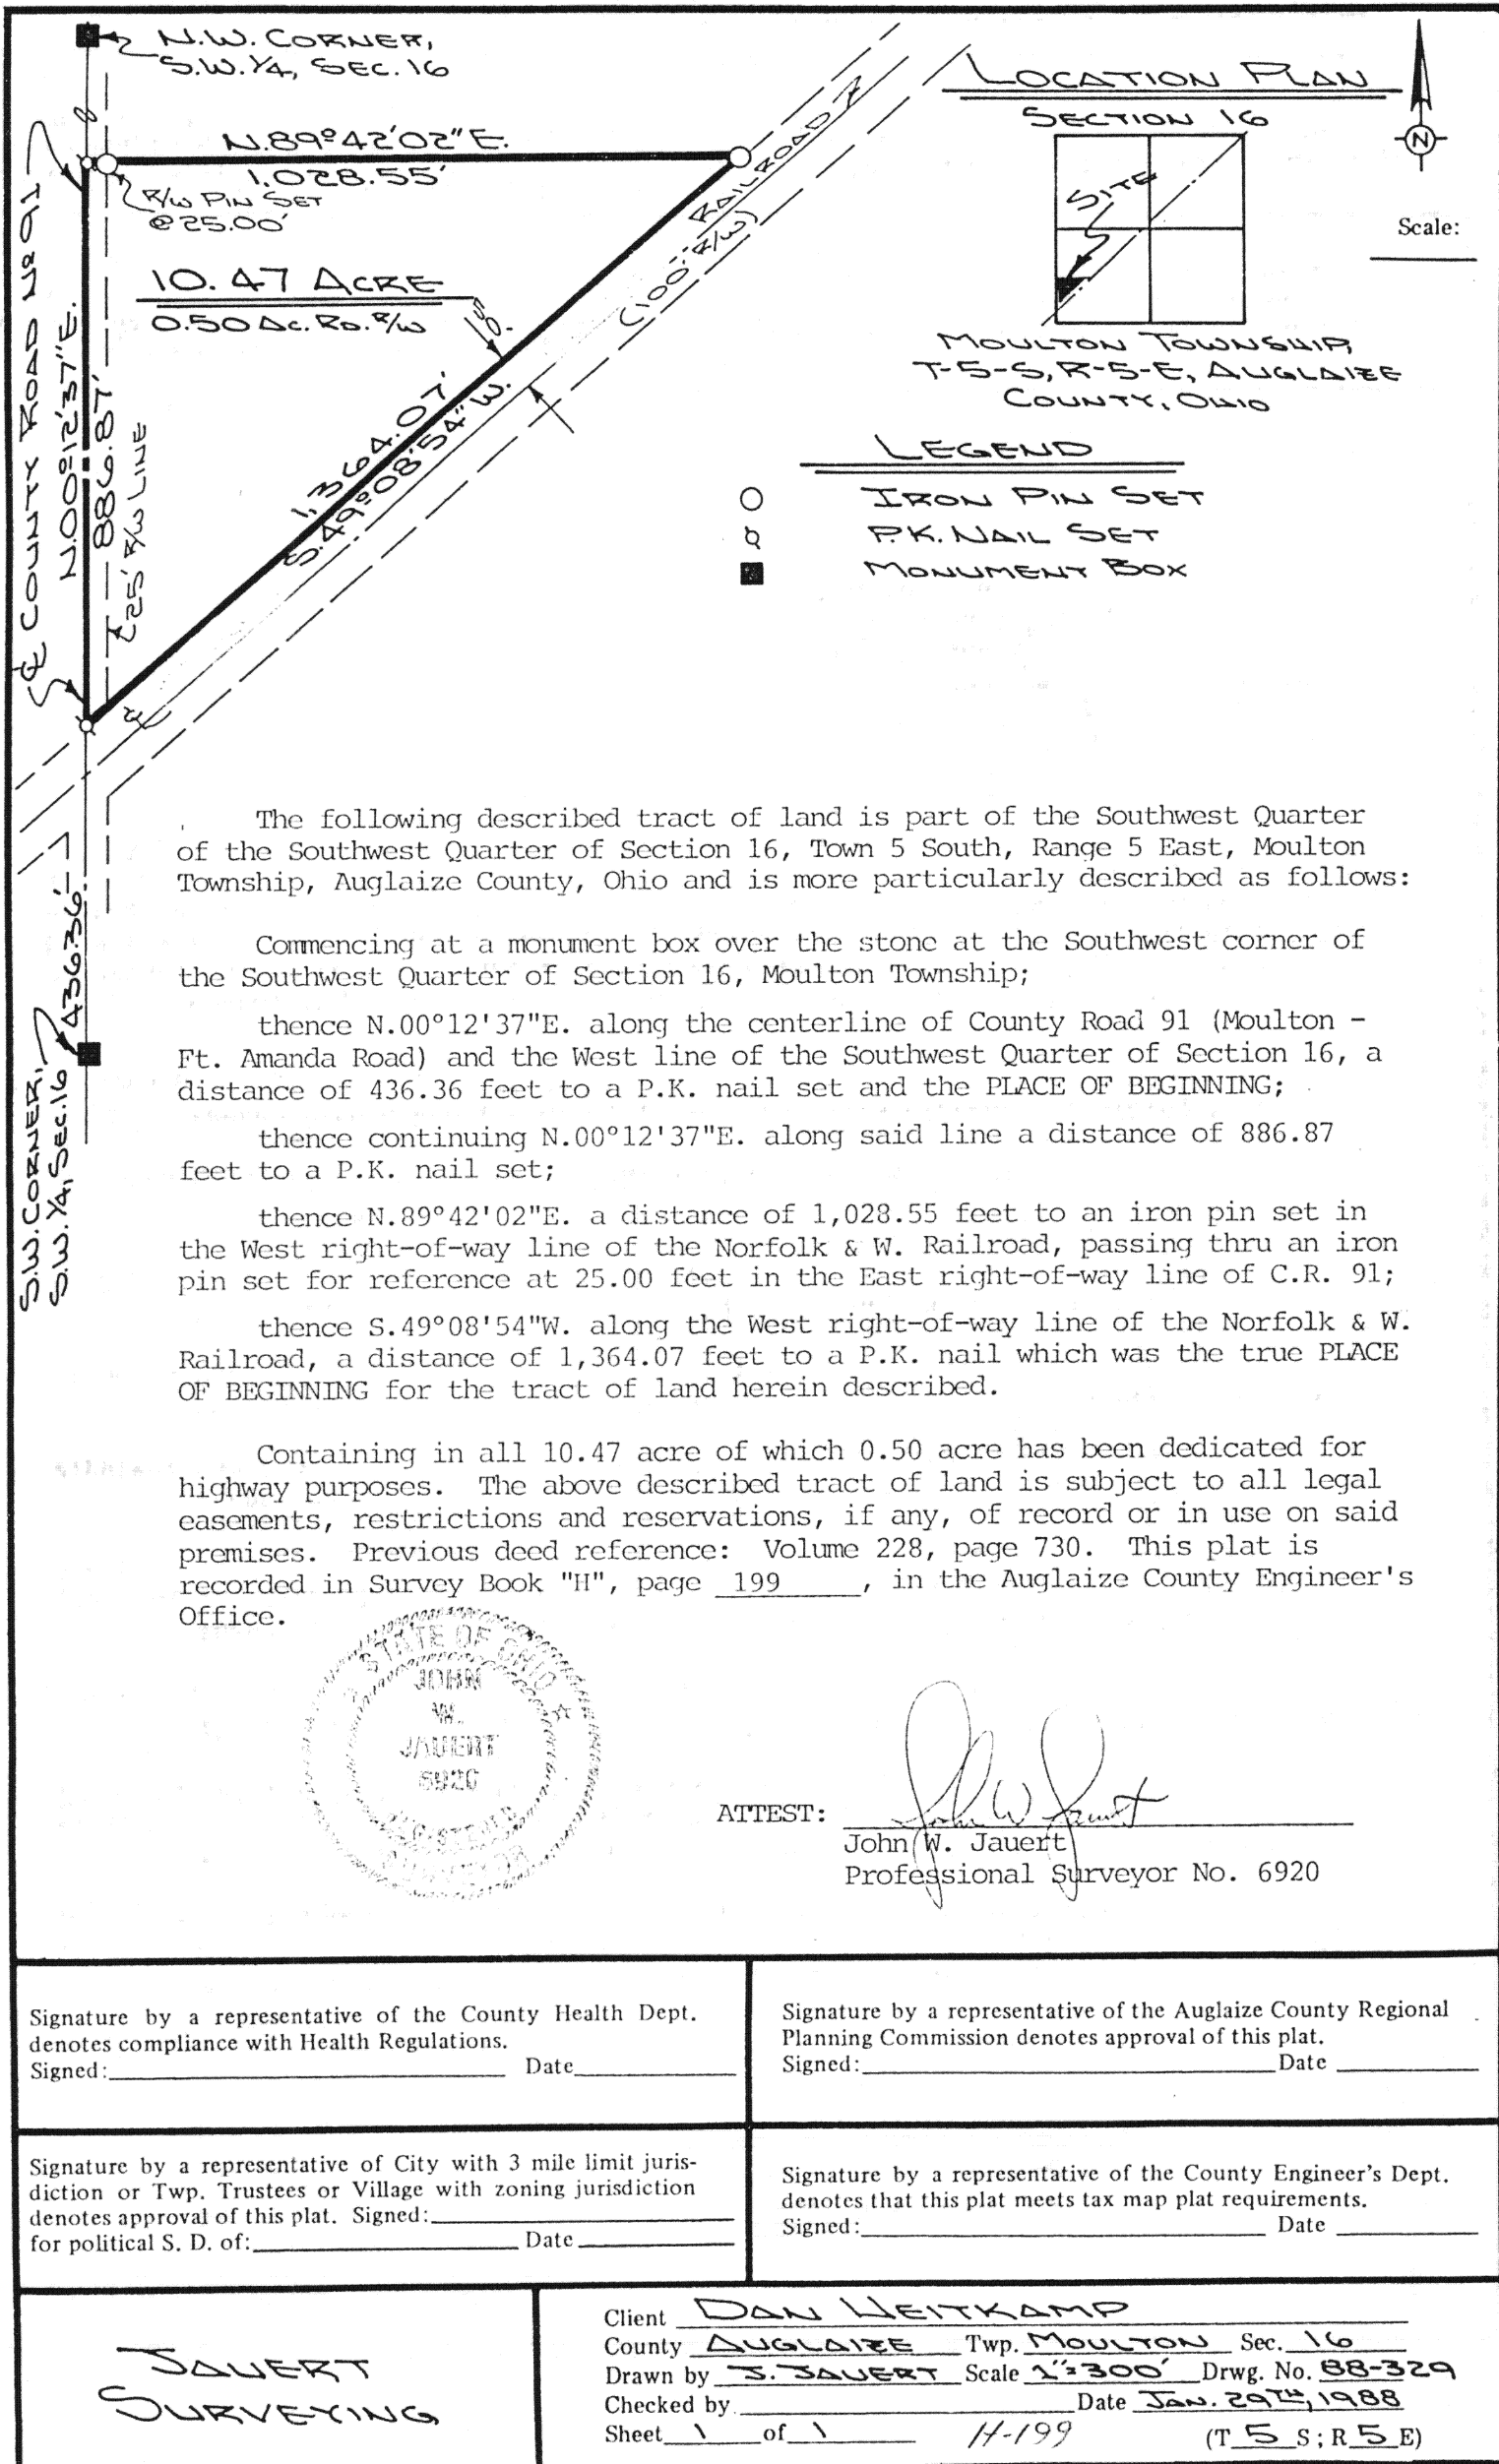 N.W. CORNER,
S.W. 1/4, SEC. 16
N.89°42'02"E.
1,028.55'
R/W PIN SET
@ 25.00'
10.47 ACRE
0.50 AC. RD. R/W
50'
RAILROAD
(100' R/W)
1,364.07'
S.49°08'54"W.
℄ COUNTY ROAD No 91
N.00°12'37"E.
886.87'
25' R/W LINE
℄
436.36'
S.W. CORNER,
S.W. 1/4, SEC. 16
LOCATION PLAN
SECTION 16
SITE
MOULTON TOWNSHIP,
T-5-S, R-5-E, AUGLAIZE
COUNTY, OHIO
N
Scale:
LEGEND
IRON PIN SET
P.K. NAIL SET
MONUMENT BOX
The following described tract of land is part of the Southwest Quarter
of the Southwest Quarter of Section 16, Town 5 South, Range 5 East, Moulton
Township, Auglaize County, Ohio and is more particularly described as follows:
Commencing at a monument box over the stone at the Southwest corner of
the Southwest Quarter of Section 16, Moulton Township;
thence N.00°12'37"E. along the centerline of County Road 91 (Moulton -
Ft. Amanda Road) and the West line of the Southwest Quarter of Section 16, a
distance of 436.36 feet to a P.K. nail set and the PLACE OF BEGINNING;
thence continuing N.00°12'37"E. along said line a distance of 886.87
feet to a P.K. nail set;
thence N.89°42'02"E. a distance of 1,028.55 feet to an iron pin set in
the West right-of-way line of the Norfolk & W. Railroad, passing thru an iron
pin set for reference at 25.00 feet in the East right-of-way line of C.R. 91;
thence S.49°08'54"W. along the West right-of-way line of the Norfolk & W.
Railroad, a distance of 1,364.07 feet to a P.K. nail which was the true PLACE
OF BEGINNING for the tract of land herein described.
Containing in all 10.47 acre of which 0.50 acre has been dedicated for
highway purposes. The above described tract of land is subject to all legal
easements, restrictions and reservations, if any, of record or in use on said
premises. Previous deed reference: Volume 228, page 730. This plat is
recorded in Survey Book "H", page 199, in the Auglaize County Engineer's
Office.
STATE OF OHIO
JOHN
W.
JAUERT
6920
REGISTERED
SURVEYOR
ATTEST: John W Jauert
John W. Jauert
Professional Surveyor No. 6920
Signature by a representative of the County Health Dept.
denotes compliance with Health Regulations.
Signed: Date
Signature by a representative of the Auglaize County Regional
Planning Commission denotes approval of this plat.
Signed: Date
Signature by a representative of City with 3 mile limit juris-
diction or Twp. Trustees or Village with zoning jurisdiction
denotes approval of this plat. Signed:
for political S. D. of: Date
Signature by a representative of the County Engineer's Dept.
denotes that this plat meets tax map plat requirements.
Signed: Date
JAUERT
SURVEYING
Client DAN HEITKAMP
County AUGLAIZE Twp. MOULTON Sec. 16
Drawn by J. JAUERT Scale 1"=300' Drwg. No. 88-329
Checked by Date JAN. 29TH, 1988
Sheet 1 of 1 H-199 (T 5 S ; R 5 E)